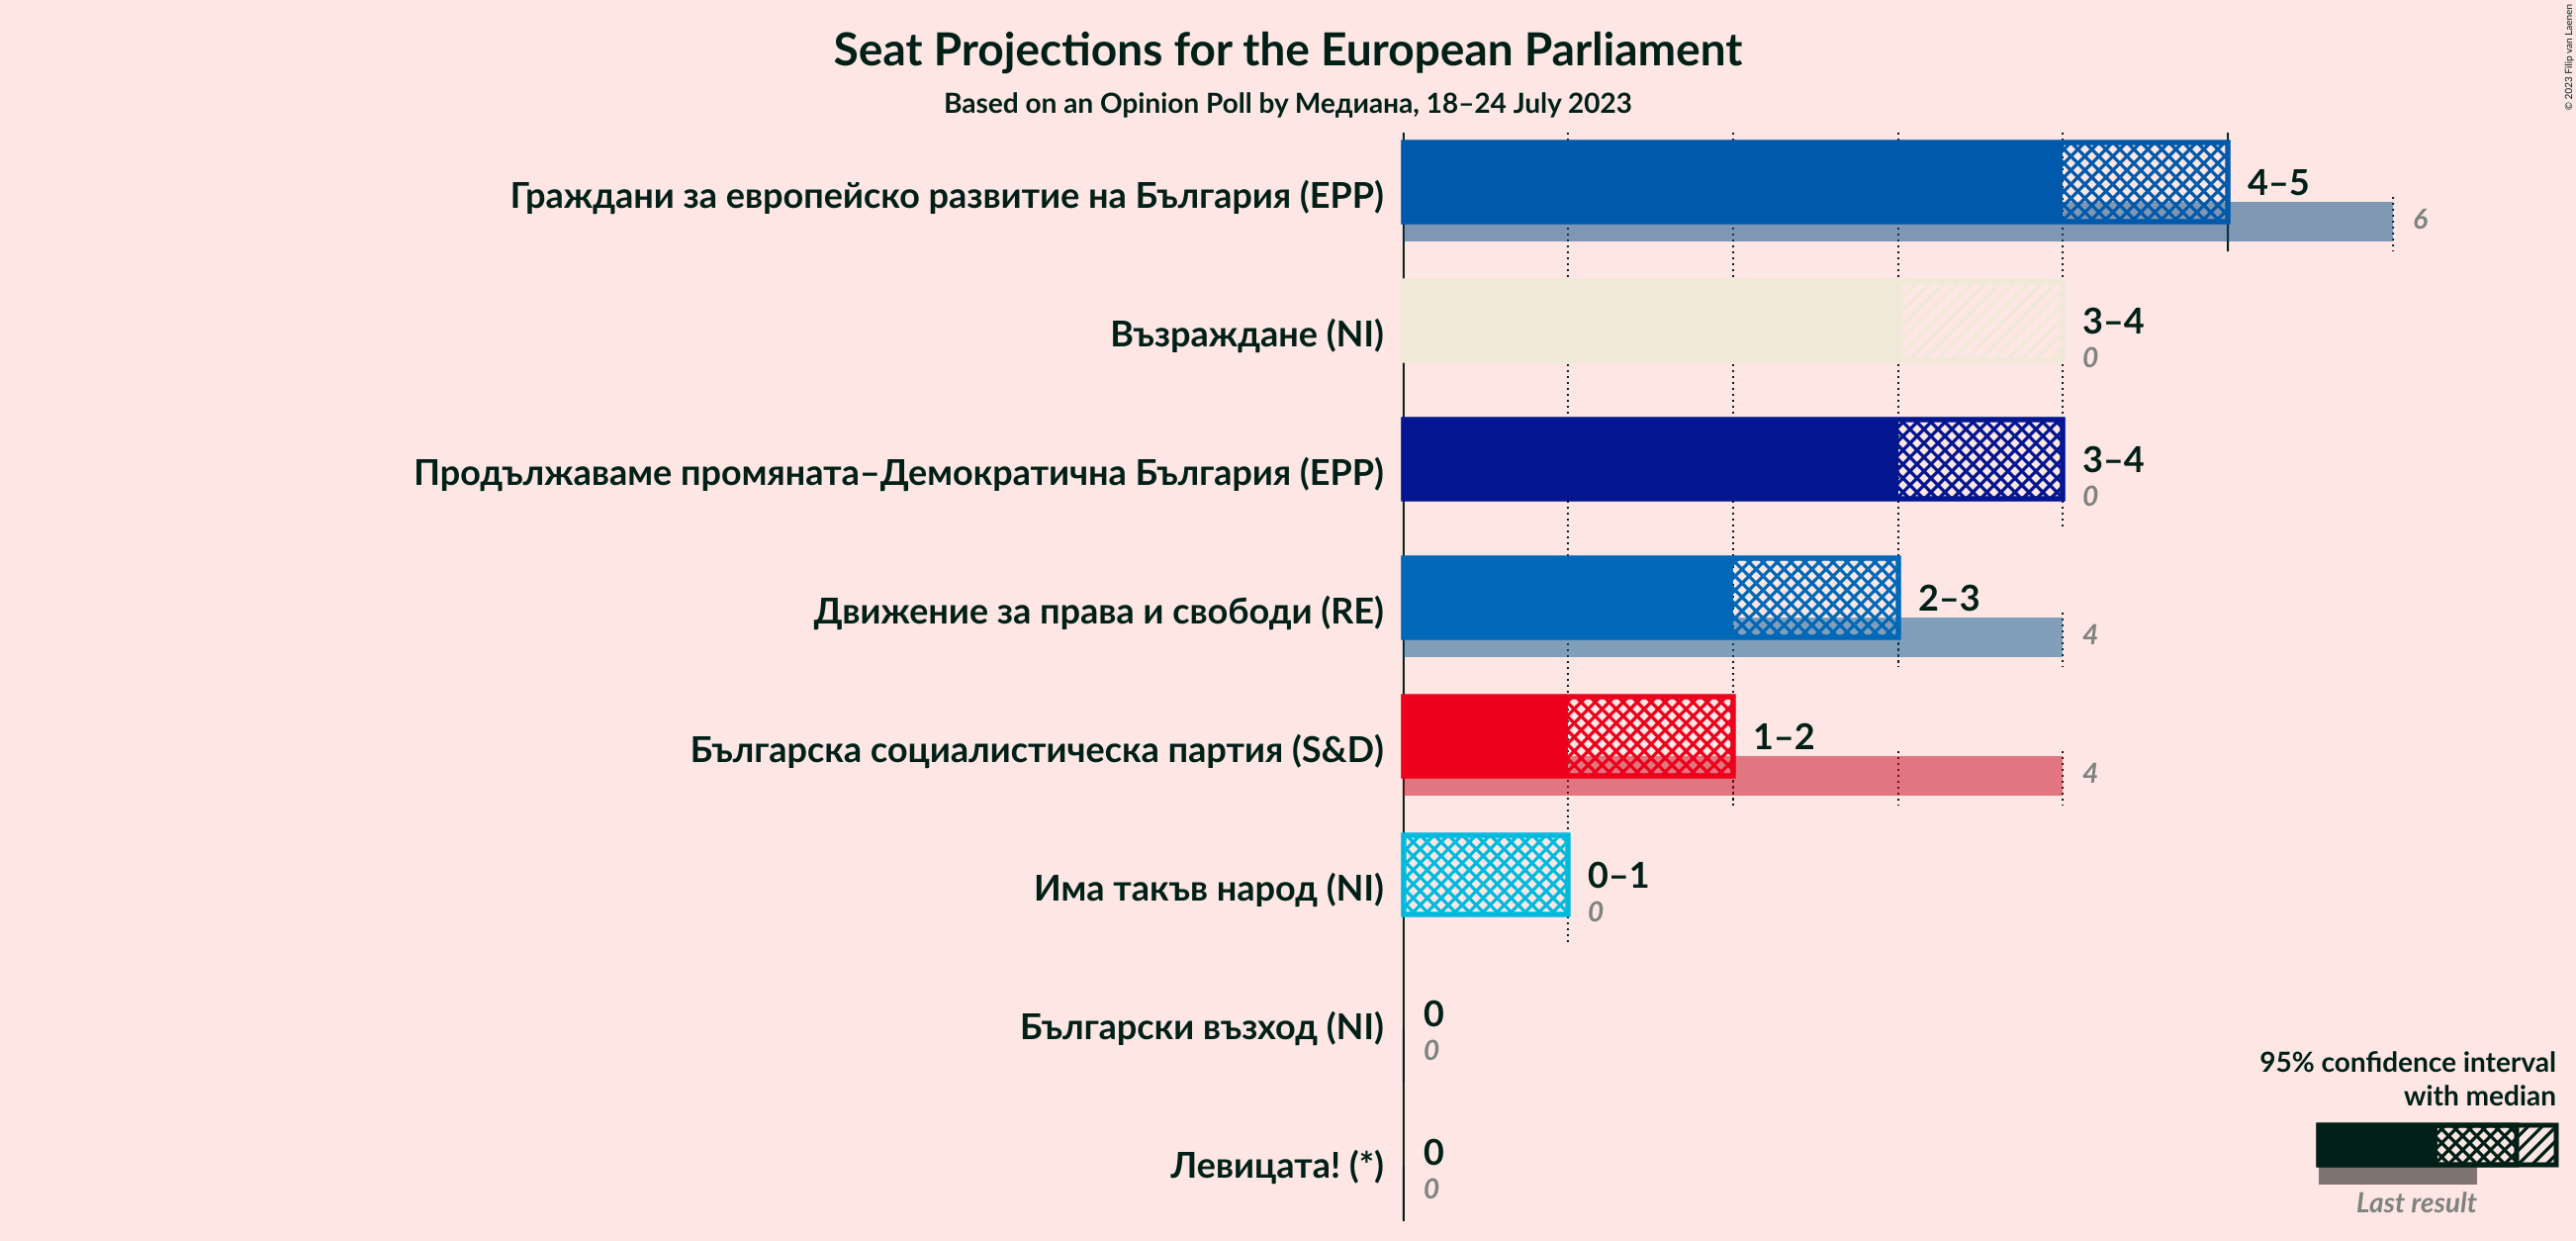 Seat Projections for the European Parliament
Based on an Opinion Poll by Медиана, 18–24 July 2023
© 2023 Filip van Laenen
Граждани за европейско развитие на България (EPP)
4–5
6
Възраждане (NI)
3–4
0
Продължаваме промяната–Демократична България (EPP)
3–4
0
Движение за права и свободи (RE)
2–3
4
Българска социалистическа партия (S&D)
1–2
4
Има такъв народ (NI)
0–1
0
Български възход (NI)
0
0
Левицата! (*)
0
0
95% confidence interval
with median
Last result